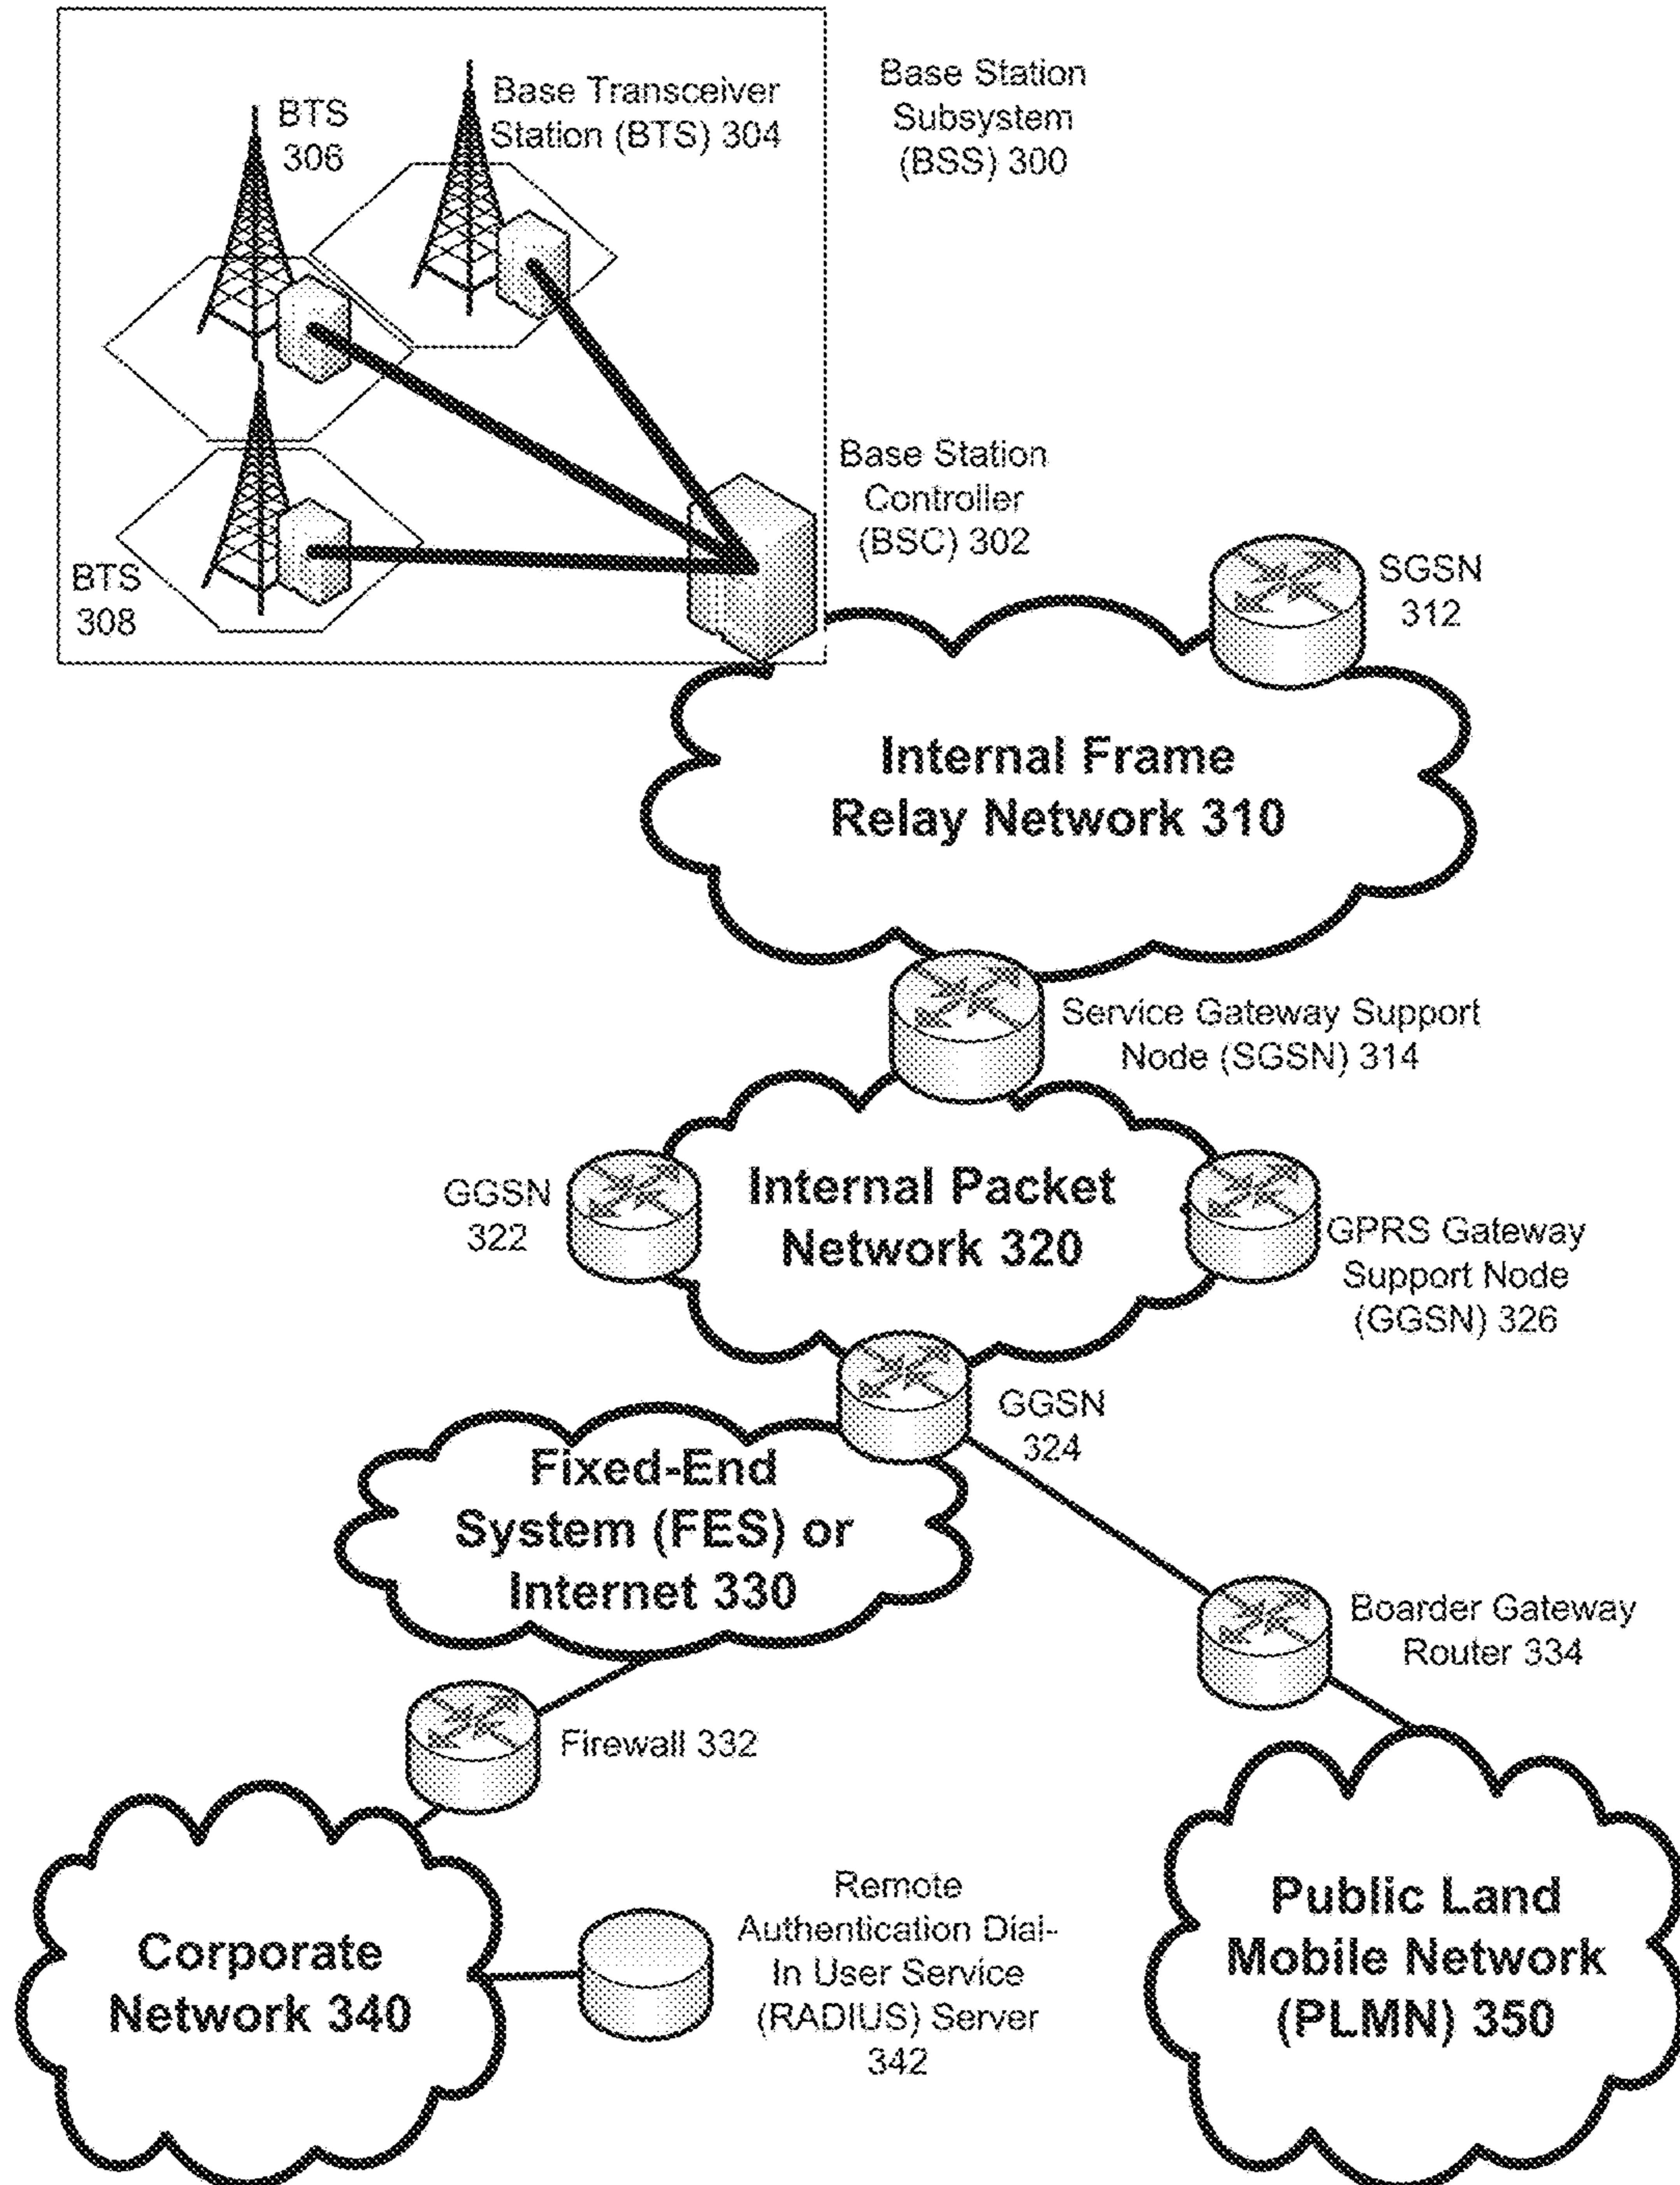 BTS
306
Base Transceiver
Station (BTS) 304
Base Station
Subsystem
(BSS) 300
Base Station
Controller
(BSC) 302
BTS
308
SGSN
312
Internal Frame
Relay Network 310
Service Gateway Support
Node (SGSN) 314
GGSN
322
Internal Packet
Network 320
GPRS Gateway
Support Node
(GGSN) 326
GGSN
324
Fixed-End
System (FES) or
Internet 330
Boarder Gateway
Router 334
Firewall 332
Corporate
Network 340
Remote
Authentication Dial-
In User Service
(RADIUS) Server
342
Public Land
Mobile Network
(PLMN) 350